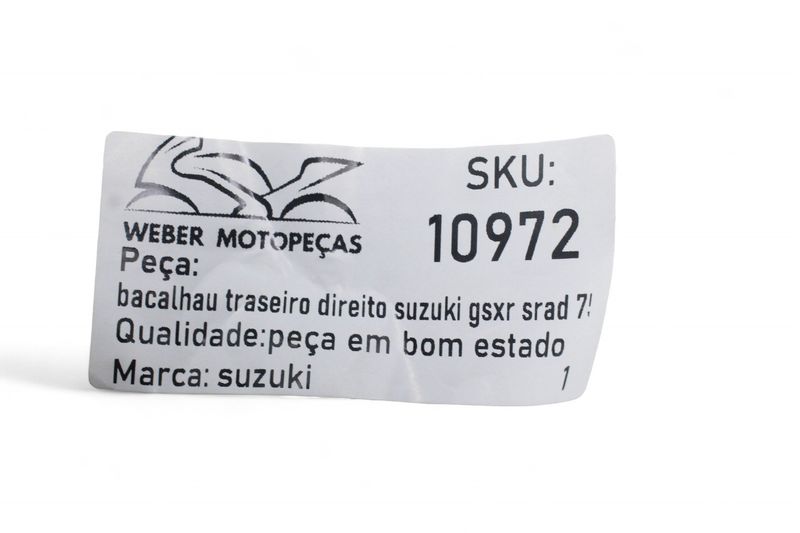 WEBER MOTOPEÇAS
SKU:
10972
Peça:
bacalhau traseiro direito suzuki gsxr srad
Qualidade:peça em bom estado
Marca: suzuki
1